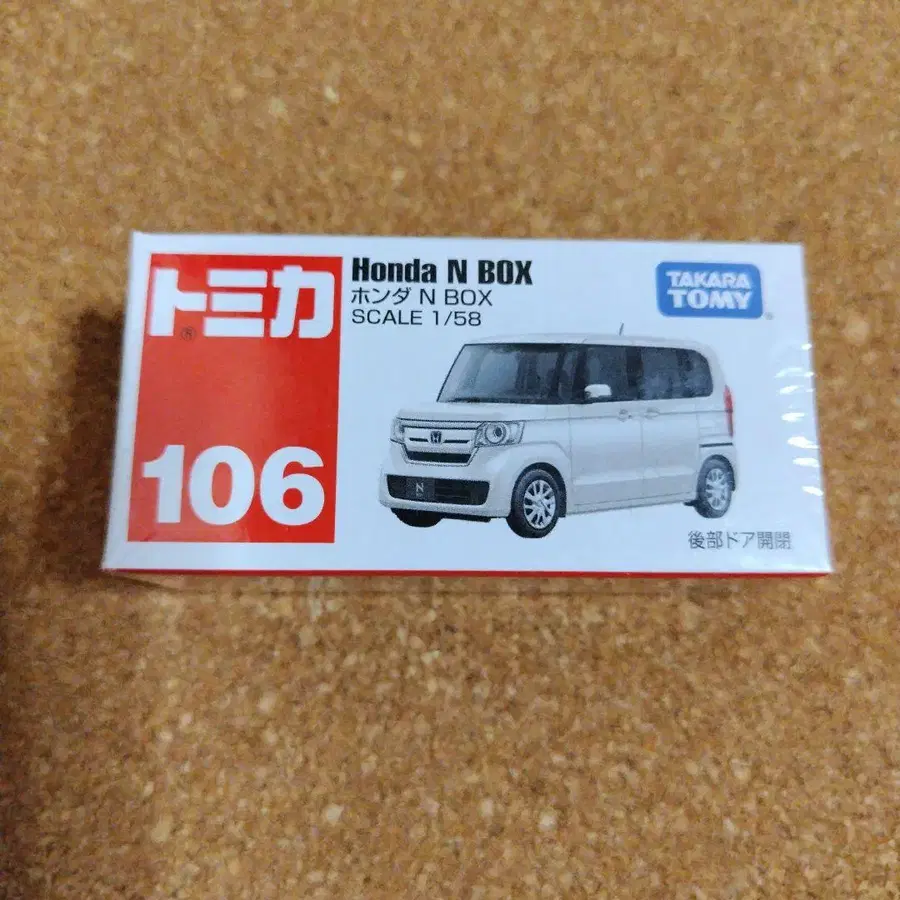 トミカ
®
106
Honda N BOX
ホンダ N BOX
SCALE 1/58
TAKARA
TOMY®
N
後部ドア開閉